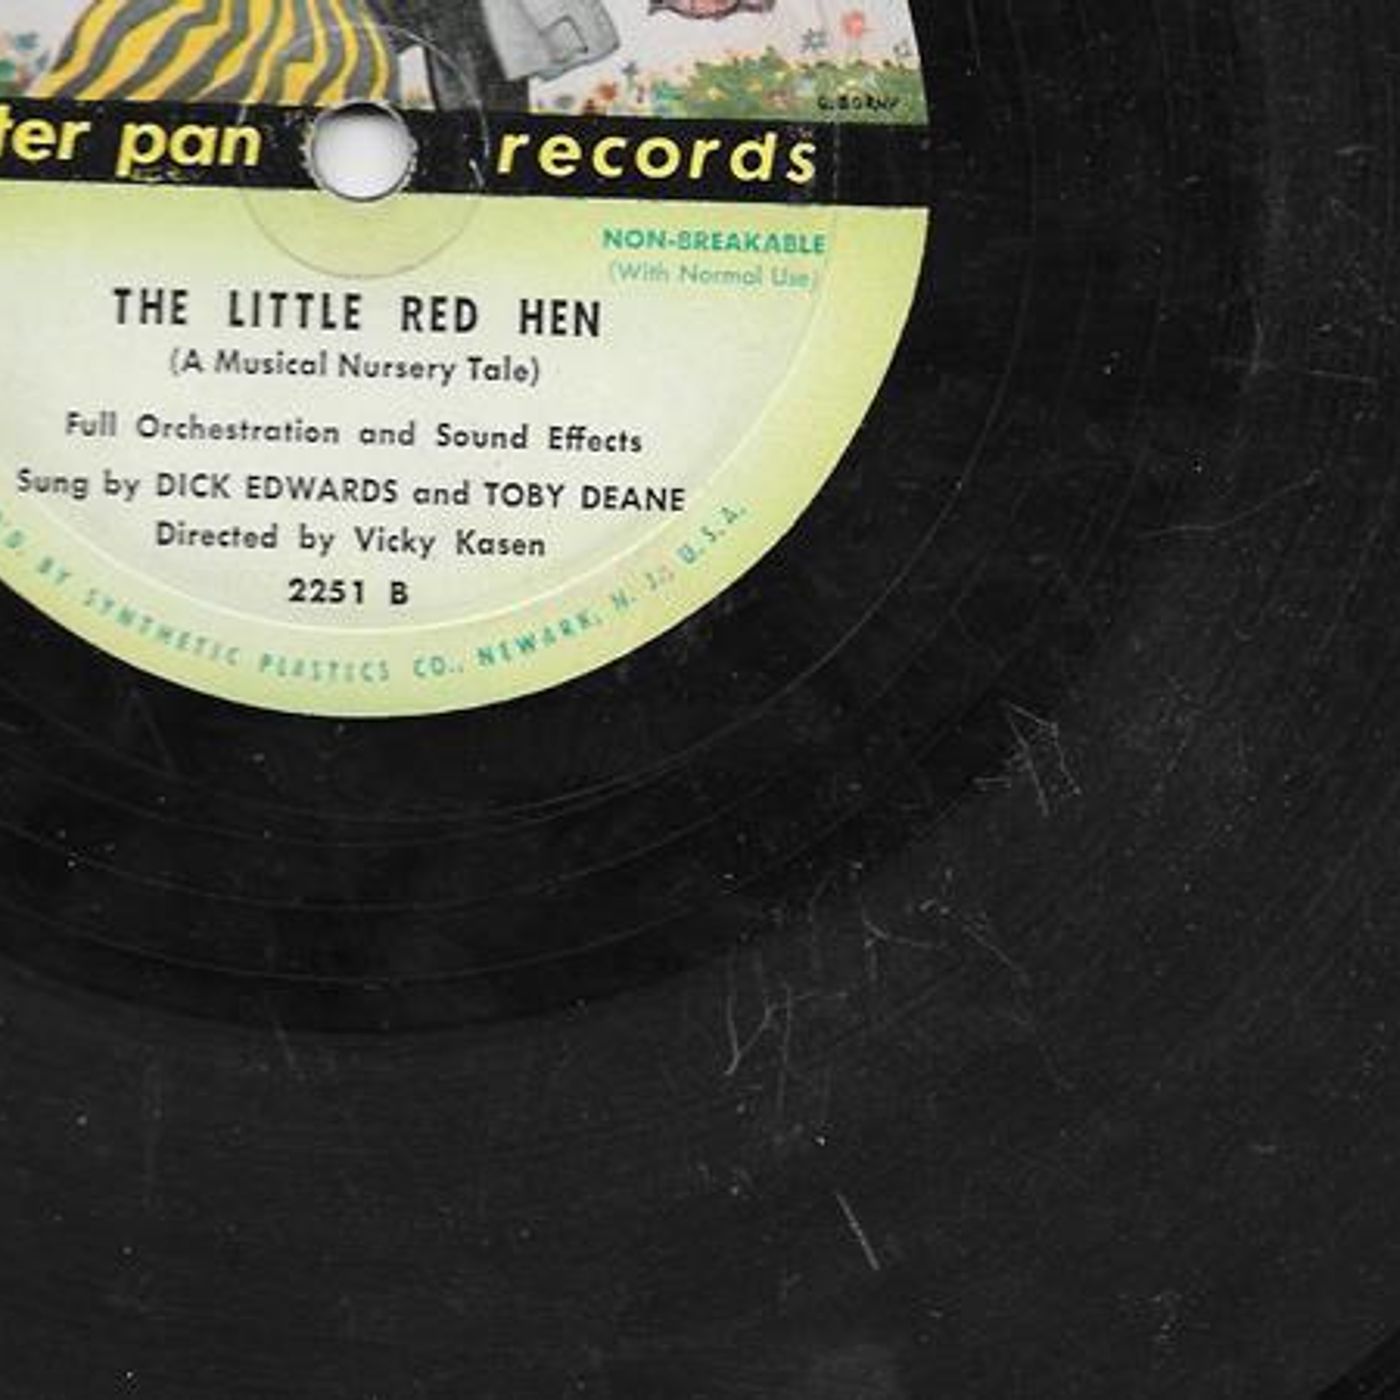 G. BORNY
ter pan records
NON-BREAKABLE
(With Normal Use)
THE LITTLE RED HEN
(A Musical Nursery Tale)
Full Orchestration and Sound Effects
Sung by DICK EDWARDS and TOBY DEANE
Directed by Vicky Kasen
2251 B
D. BY SYNTHETIC PLASTICS CO., NEWARK, N. J. U.S.A.